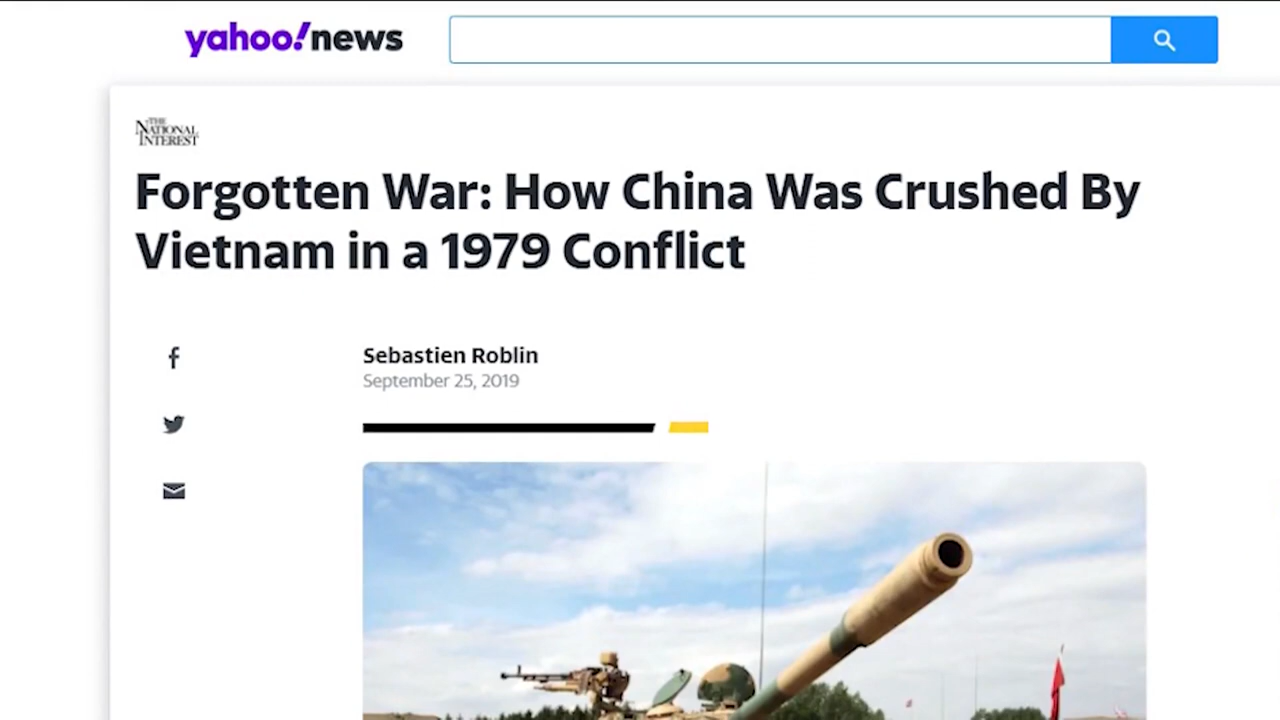 yahoo!news
THE
NATIONAL
INTEREST
Forgotten War: How China Was Crushed By
Vietnam in a 1979 Conflict
Sebastien Roblin
September 25, 2019